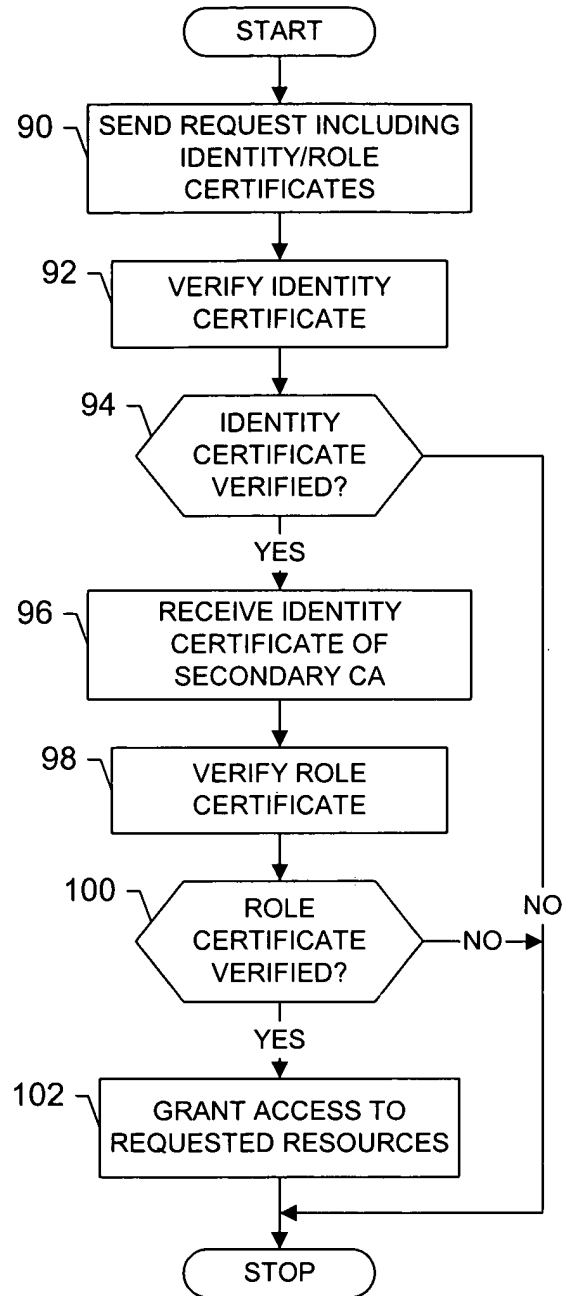 START
90
SEND REQUEST INCLUDING
IDENTITY/ROLE
CERTIFICATES
92
VERIFY IDENTITY
CERTIFICATE
94
IDENTITY
CERTIFICATE
VERIFIED?
YES
96
RECEIVE IDENTITY
CERTIFICATE OF
SECONDARY CA
98
VERIFY ROLE
CERTIFICATE
100
ROLE
CERTIFICATE
VERIFIED?
NO
NO
YES
102
GRANT ACCESS TO
REQUESTED RESOURCES
STOP